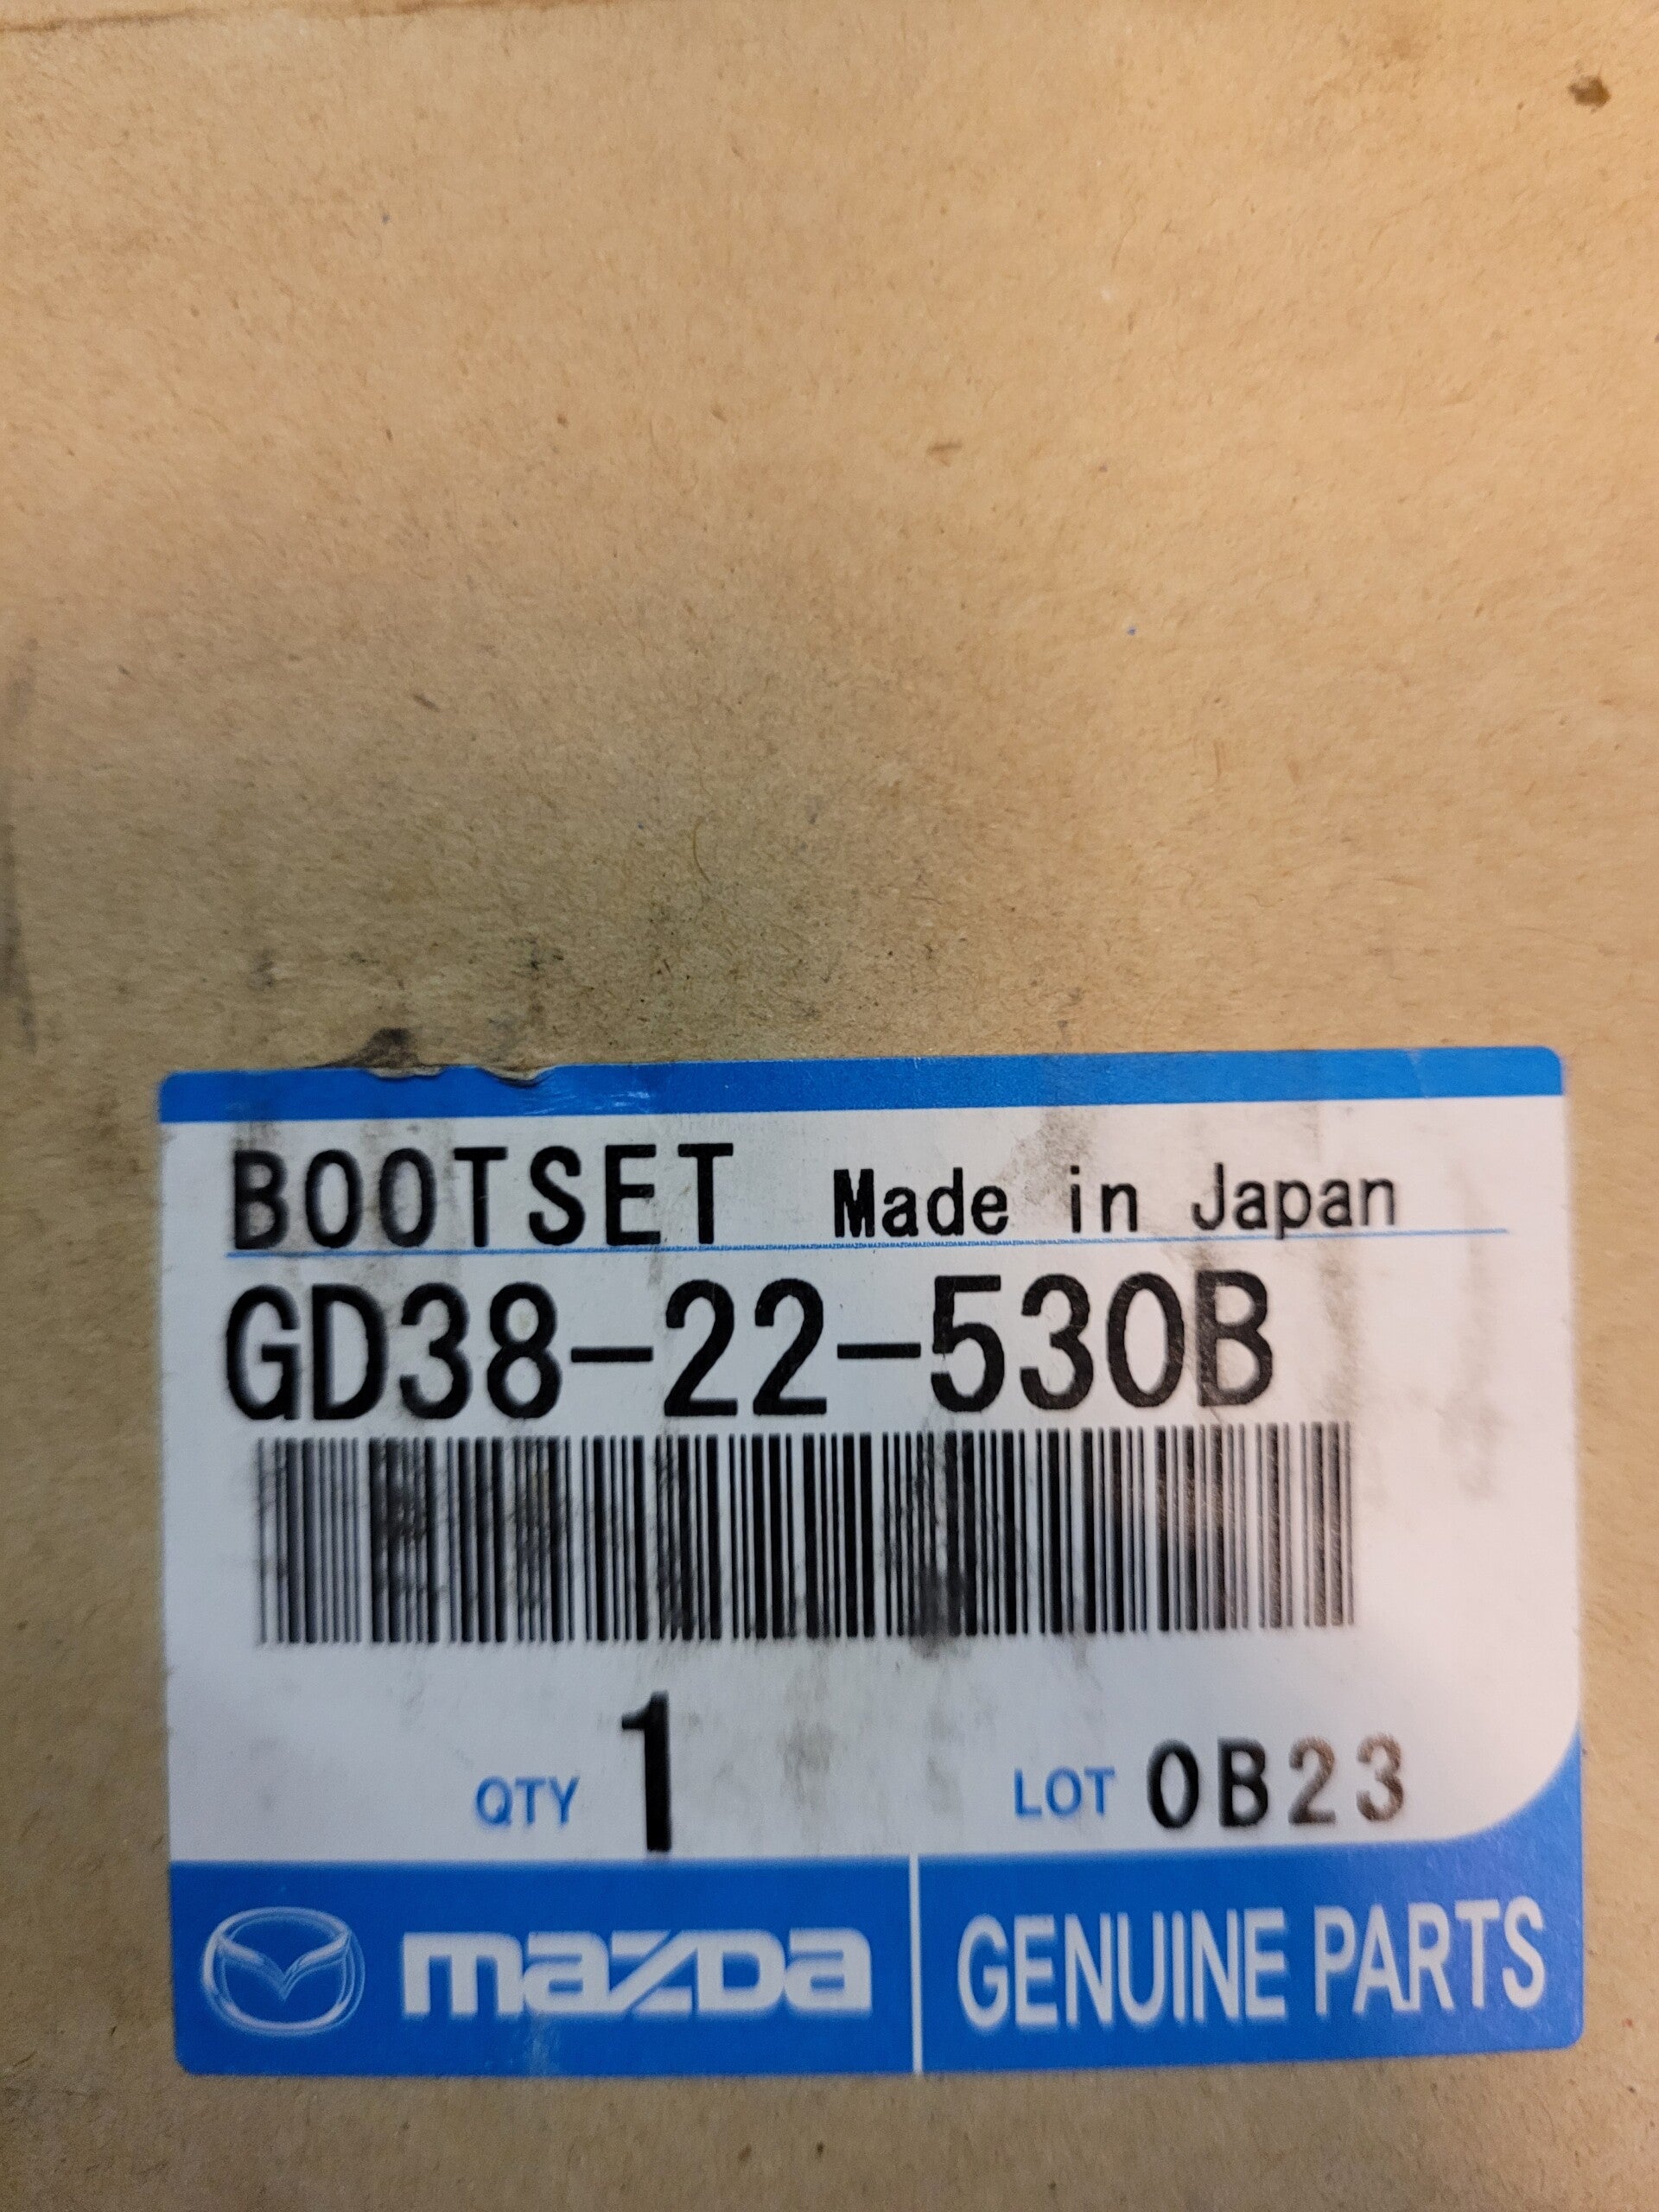 BOOTSET Made in Japan
GD38-22-530B
QTY 1 LOT 0B23
mazda GENUINE PARTS